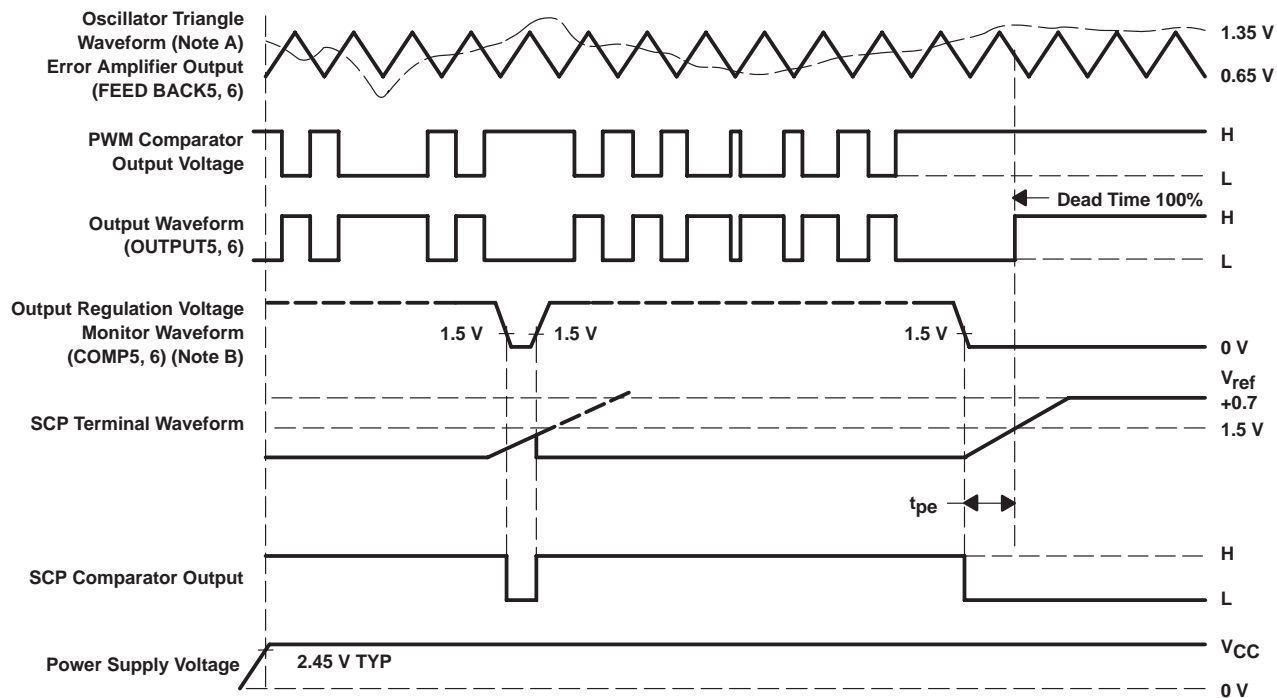 Oscillator Triangle
Waveform (Note A)
Error Amplifier Output
(FEED BACK5, 6)
1.35 V
0.65 V
PWM Comparator
Output Voltage
H
L
Dead Time 100%
Output Waveform
(OUTPUT5, 6)
H
L
Output Regulation Voltage
Monitor Waveform
(COMP5, 6) (Note B)
1.5 V
1.5 V
1.5 V
0 V
Vref
+0.7
SCP Terminal Waveform
1.5 V
tpe
SCP Comparator Output
H
L
Power Supply Voltage
2.45 V TYP
VCC
0 V